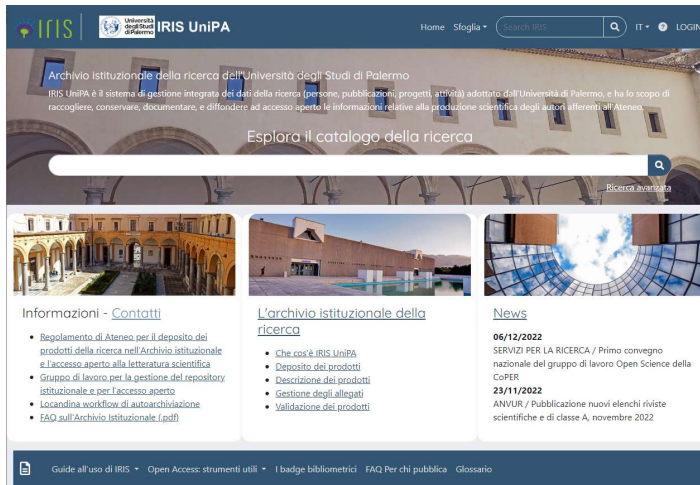 IRIS
Università
degli Studi
di Palermo
IRIS UniPA
Home Sfoglia Search IRIS IT LOGIN
Archivio istituzionale della ricerca dell'Università degli Studi di Palermo
IRIS UniPA è il sistema di gestione integrata dei dati della ricerca (persone, pubblicazioni, progetti, attività) adottato dall'Università di Palermo, e ha lo scopo di
raccogliere, conservare, documentare, e diffondere ad accesso aperto le informazioni relative alla produzione scientifica degli autori afferenti all'Ateneo.
Esplora il catalogo della ricerca
Ricerca avanzata
Informazioni - Contatti
Regolamento di Ateneo per il deposito dei
prodotti della ricerca nell'Archivio istituzionale
e l'accesso aperto alla letteratura scientifica
Gruppo di lavoro per la gestione del repository
istituzionale e per l'accesso aperto
Locandina workflow di autoarchiviazione
FAQ sull'Archivio Istituzionale (.pdf)
L'archivio istituzionale della
ricerca
Che cos'è IRIS UniPA
Deposito dei prodotti
Descrizione dei prodotti
Gestione degli allegati
Validazione dei prodotti
News
06/12/2022
SERVIZI PER LA RICERCA / Primo convegno
nazionale del gruppo di lavoro Open Science della
CoPER
23/11/2022
ANVUR / Pubblicazione nuovi elenchi riviste
scientifiche e di classe A, novembre 2022
Guide all'uso di IRIS Open Access: strumenti utili I badge bibliometrici FAQ Per chi pubblica Glossario